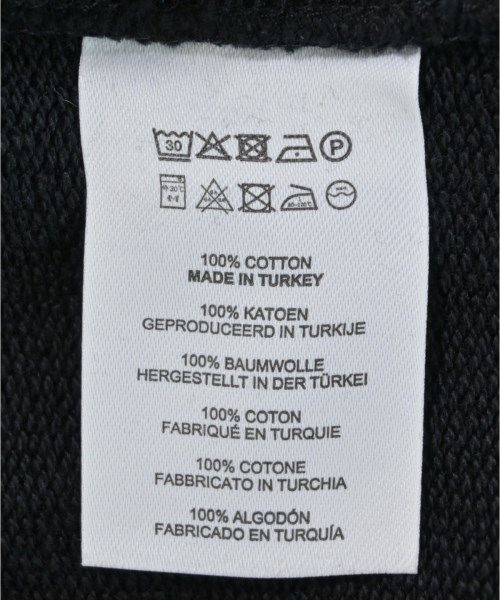 30 P
100% COTTON
MADE IN TURKEY
100% KATOEN
GEPRODUCEERD IN TURKIJE
100% BAUMWOLLE
HERGESTELLT IN DER TÜRKEI
100% COTON
FABRIQUÉ EN TURQUIE
100% COTONE
FABBRICATO IN TURCHIA
100% ALGODÓN
FABRICADO EN TURQUÍA